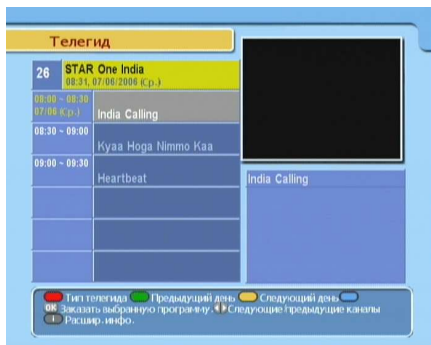 Телегид
26 STAR One India
08:31, 07/06/2006 (Ср.)
08:00 ~ 08:30
07/06 (Ср.) India Calling
08:30 ~ 09:00
Kyaa Hoga Nimmo Kaa
09:00 ~ 09:30
Heartbeat
India Calling
Тип телегида Предыдущий день Следующий день
OK Заказать выбранную программу. Следующие/предыдущие каналы
i Расшир. инфо.